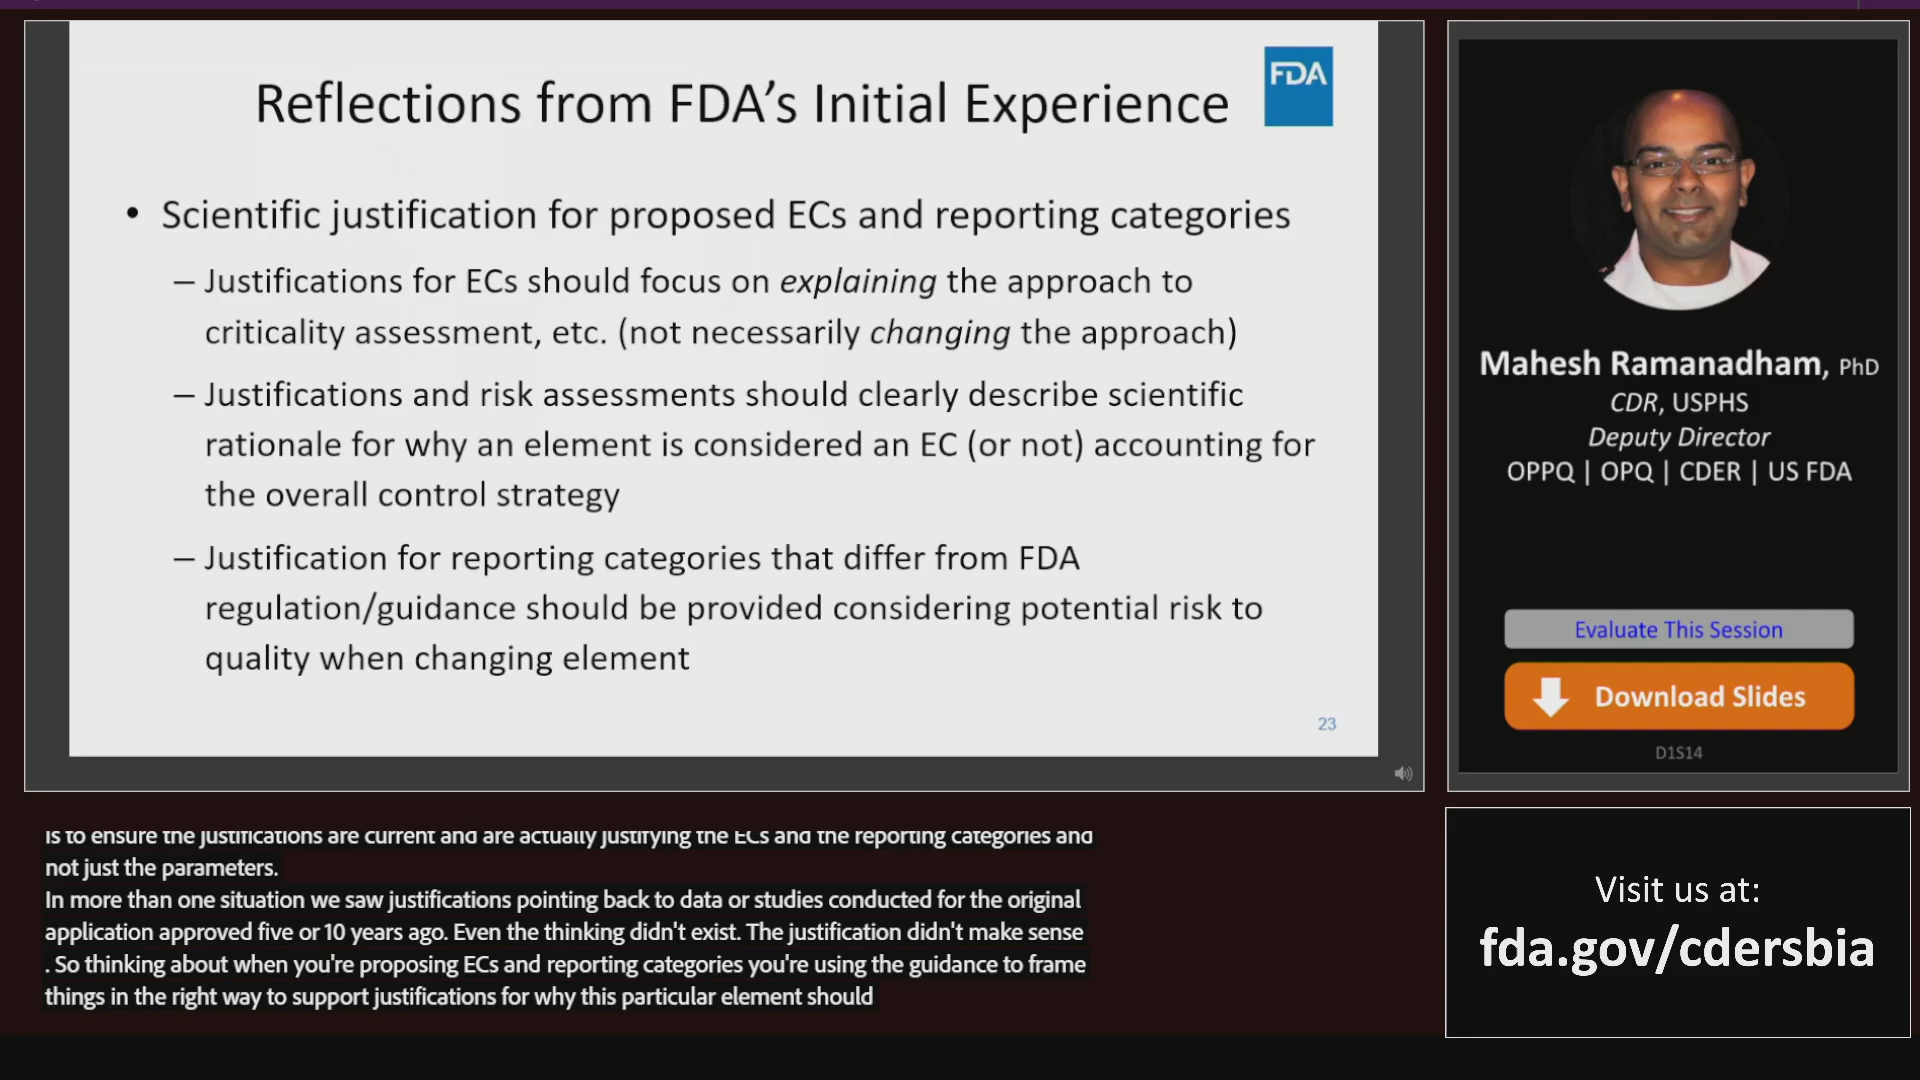 Reflections from FDA's Initial Experience
FDA
• Scientific justification for proposed ECs and reporting categories
– Justifications for ECs should focus on explaining the approach to
criticality assessment, etc. (not necessarily changing the approach)
– Justifications and risk assessments should clearly describe scientific
rationale for why an element is considered an EC (or not) accounting for
the overall control strategy
– Justification for reporting categories that differ from FDA
regulation/guidance should be provided considering potential risk to
quality when changing element
23
Mahesh Ramanadham, PhD
CDR, USPHS
Deputy Director
OPPQ | OPQ | CDER | US FDA
Evaluate This Session
Download Slides
D1S14
is to ensure the justifications are current and are actually justifying the ECs and the reporting categories and
not just the parameters.
In more than one situation we saw justifications pointing back to data or studies conducted for the original
application approved five or 10 years ago. Even the thinking didn't exist. The justification didn't make sense
. So thinking about when you're proposing ECs and reporting categories you're using the guidance to frame
things in the right way to support justifications for why this particular element should
Visit us at:
fda.gov/cdersbia